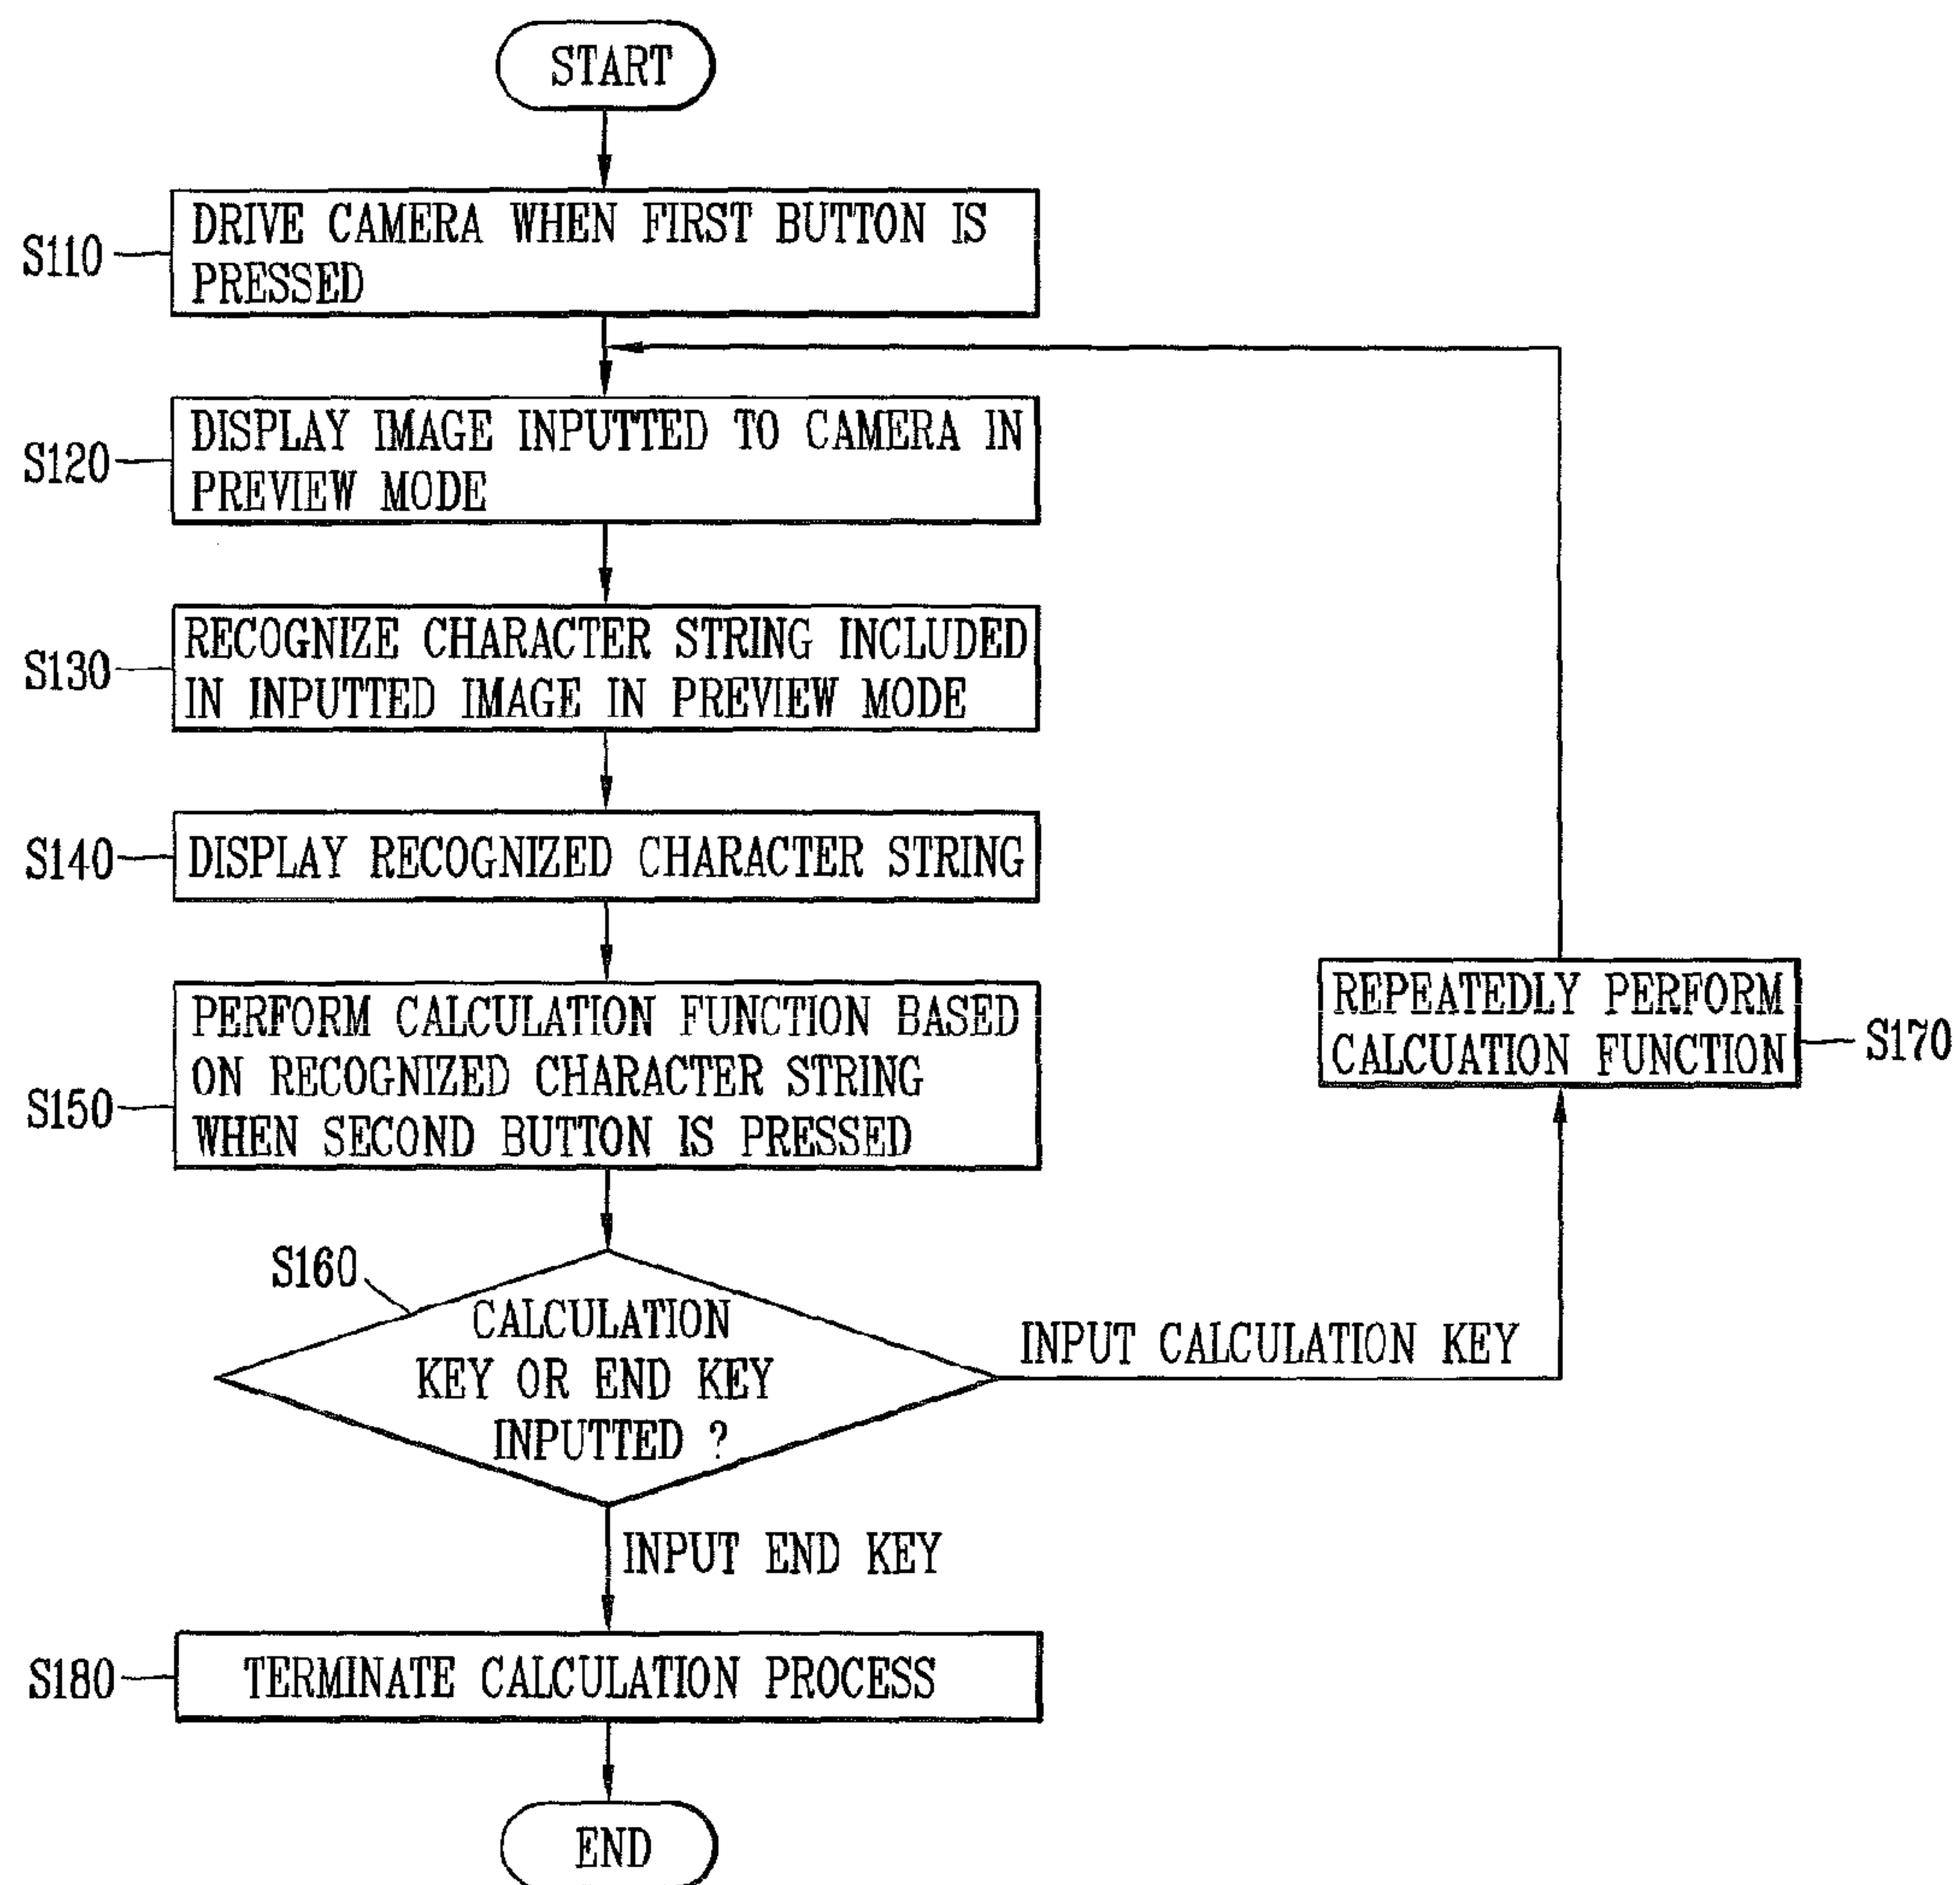 START
S110
DRIVE CAMERA WHEN FIRST BUTTON IS
PRESSED
S120
DISPLAY IMAGE INPUTTED TO CAMERA IN
PREVIEW MODE
S130
RECOGNIZE CHARACTER STRING INCLUDED
IN INPUTTED IMAGE IN PREVIEW MODE
S140
DISPLAY RECOGNIZED CHARACTER STRING
S150
PERFORM CALCULATION FUNCTION BASED
ON RECOGNIZED CHARACTER STRING
WHEN SECOND BUTTON IS PRESSED
S160
CALCULATION
KEY OR END KEY
INPUTTED ?
INPUT CALCULATION KEY
REPEATEDLY PERFORM
CALCUATION FUNCTION
S170
INPUT END KEY
S180
TERMINATE CALCULATION PROCESS
END